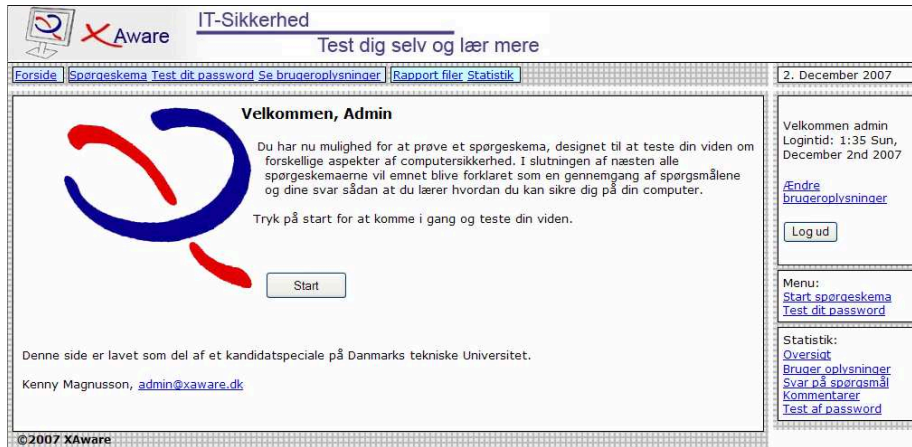 XAware
IT-Sikkerhed
Test dig selv og lær mere
Forside Spørgeskema Test dit password Se brugeroplysninger Rapport filer Statistik
2. December 2007
Velkommen, Admin
Du har nu mulighed for at prøve et spørgeskema, designet til at teste din viden om
forskellige aspekter af computersikkerhed. I slutningen af næsten alle
spørgeskemaerne vil emnet blive forklaret som en gennemgang af spørgsmålene
og dine svar sådan at du lærer hvordan du kan sikre dig på din computer.
Tryk på start for at komme i gang og teste din viden.
Start
Denne side er lavet som del af et kandidatspeciale på Danmarks tekniske Universitet.
Kenny Magnusson, admin@xaware.dk
Velkommen admin
Logintid: 1:35 Sun,
December 2nd 2007
Ændre
brugeroplysninger
Log ud
Menu:
Start spørgeskema
Test dit password
Statistik:
Oversigt
Bruger oplysninger
Svar på spørgsmål
Kommentarer
Test af password
©2007 XAware